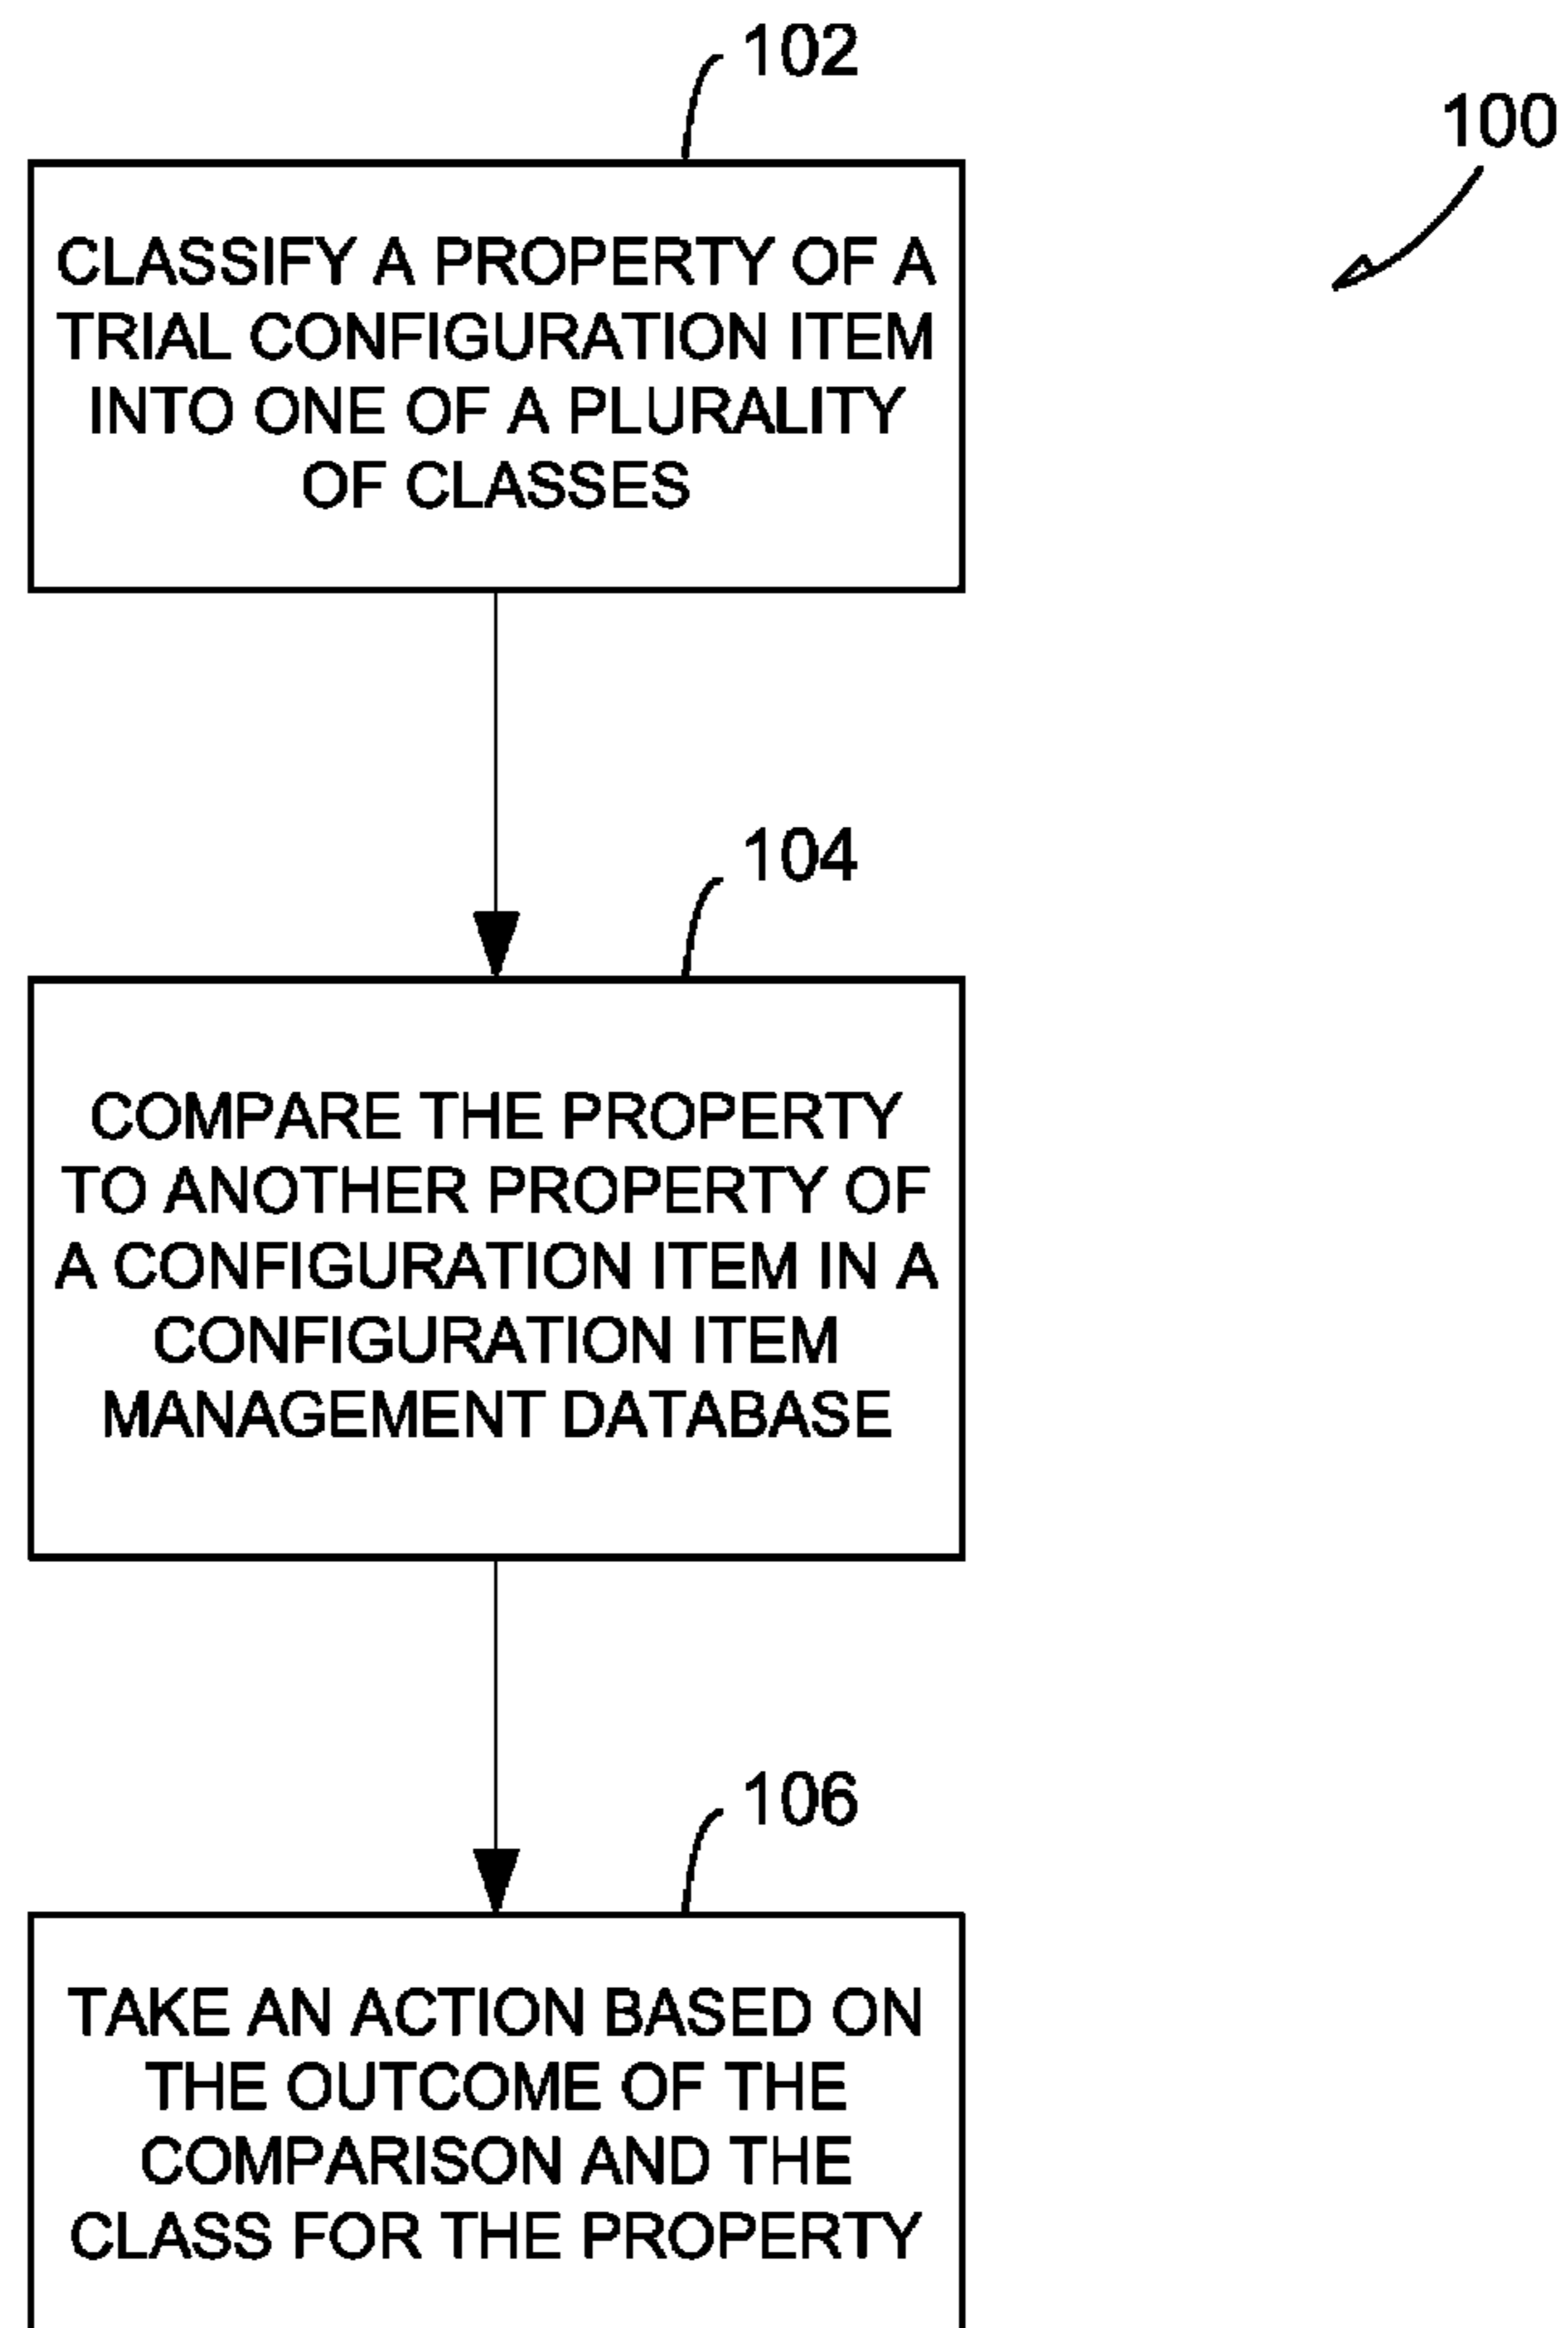 102
100
CLASSIFY A PROPERTY OF A
TRIAL CONFIGURATION ITEM
INTO ONE OF A PLURALITY
OF CLASSES
104
COMPARE THE PROPERTY
TO ANOTHER PROPERTY OF
A CONFIGURATION ITEM IN A
CONFIGURATION ITEM
MANAGEMENT DATABASE
106
TAKE AN ACTION BASED ON
THE OUTCOME OF THE
COMPARISON AND THE
CLASS FOR THE PROPERTY